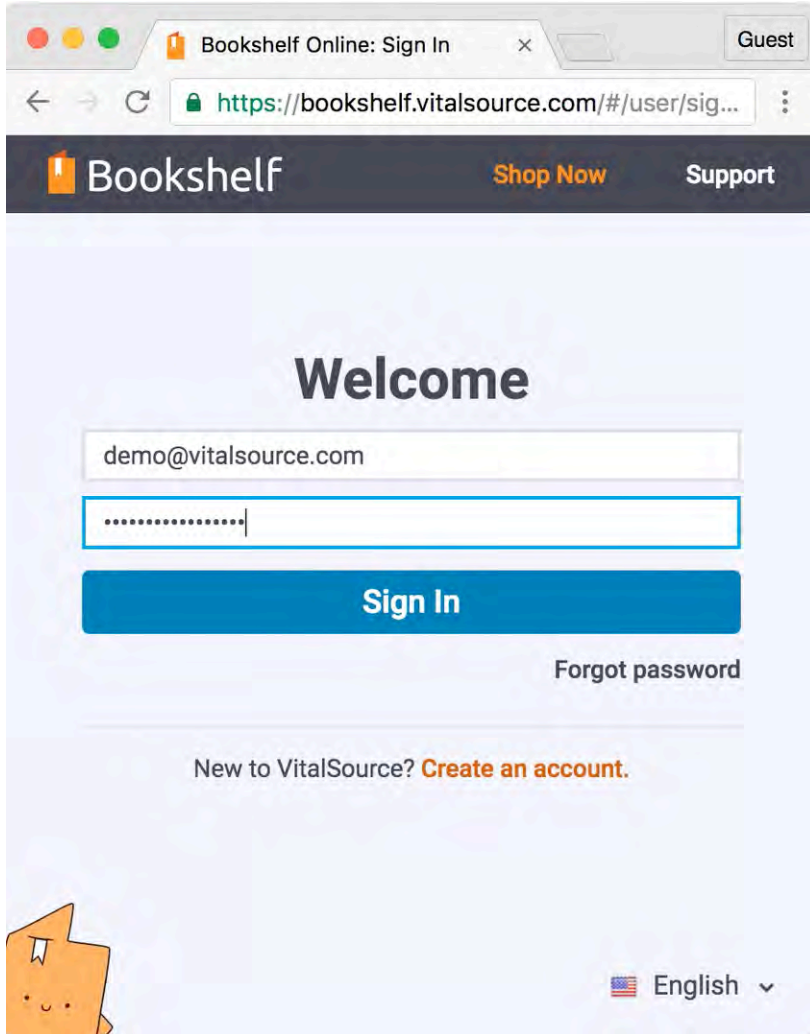 Bookshelf Online: Sign In
Guest
https://bookshelf.vitalsource.com/#/user/sig...
Bookshelf Shop Now Support
Welcome
demo@vitalsource.com
•••••••••••••••••
Sign In
Forgot password
New to VitalSource? Create an account.
English